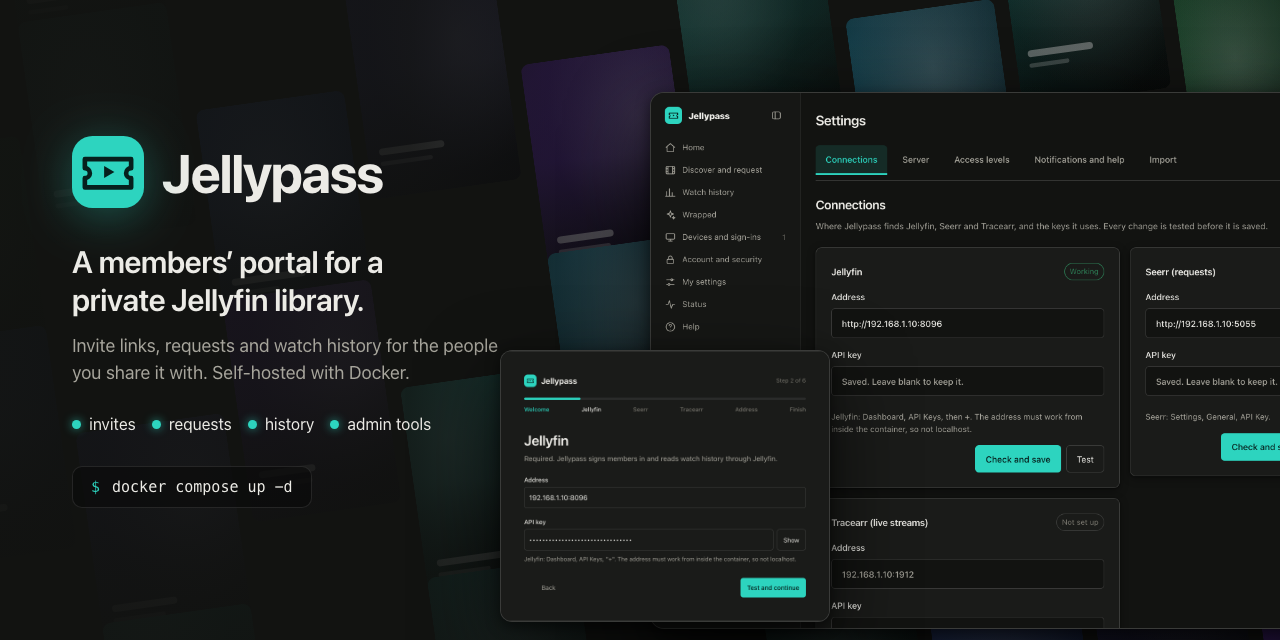 Jellypass
A members’ portal for a
private Jellyfin library.
Invite links, requests and watch history for the people
you share it with. Self-hosted with Docker.
invites
requests
history
admin tools
$ docker compose up -d
Jellypass
Home
Discover and request
Watch history
Wrapped
Devices and sign-ins 1
Account and security
My settings
Status
Help
Settings
Connections
Server
Access levels
Notifications and help
Import
Connections
Where Jellypass finds Jellyfin, Seerr and Tracearr, and the keys it uses. Every change is tested before it is saved.
Jellyfin
Working
Address
http://192.168.1.10:8096
API key
Saved. Leave blank to keep it.
Jellyfin: Dashboard, API Keys, then +. The address must work from
inside the container, so not localhost.
Check and save
Test
Seerr (requests)
Address
http://192.168.1.10:5055
API key
Saved. Leave blank to keep it.
Seerr: Settings, General, API Key.
Check and s
Tracearr (live streams)
Not set up
Address
192.168.1.10:1912
API key
Jellypass
Step 2 of 6
Welcome
Jellyfin
Seerr
Tracearr
Address
Finish
Jellyfin
Required. Jellypass signs members in and reads watch history through Jellyfin.
Address
192.168.1.10:8096
API key
Show
Jellyfin: Dashboard, API Keys, "+". The address must work from inside the container, so not localhost.
Back
Test and continue